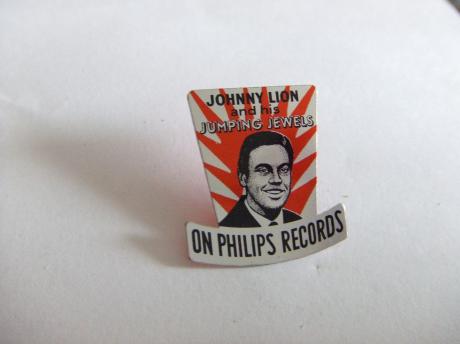 JOHNNY LION
and his
JUMPING JEWELS
ON PHILIPS RECORDS